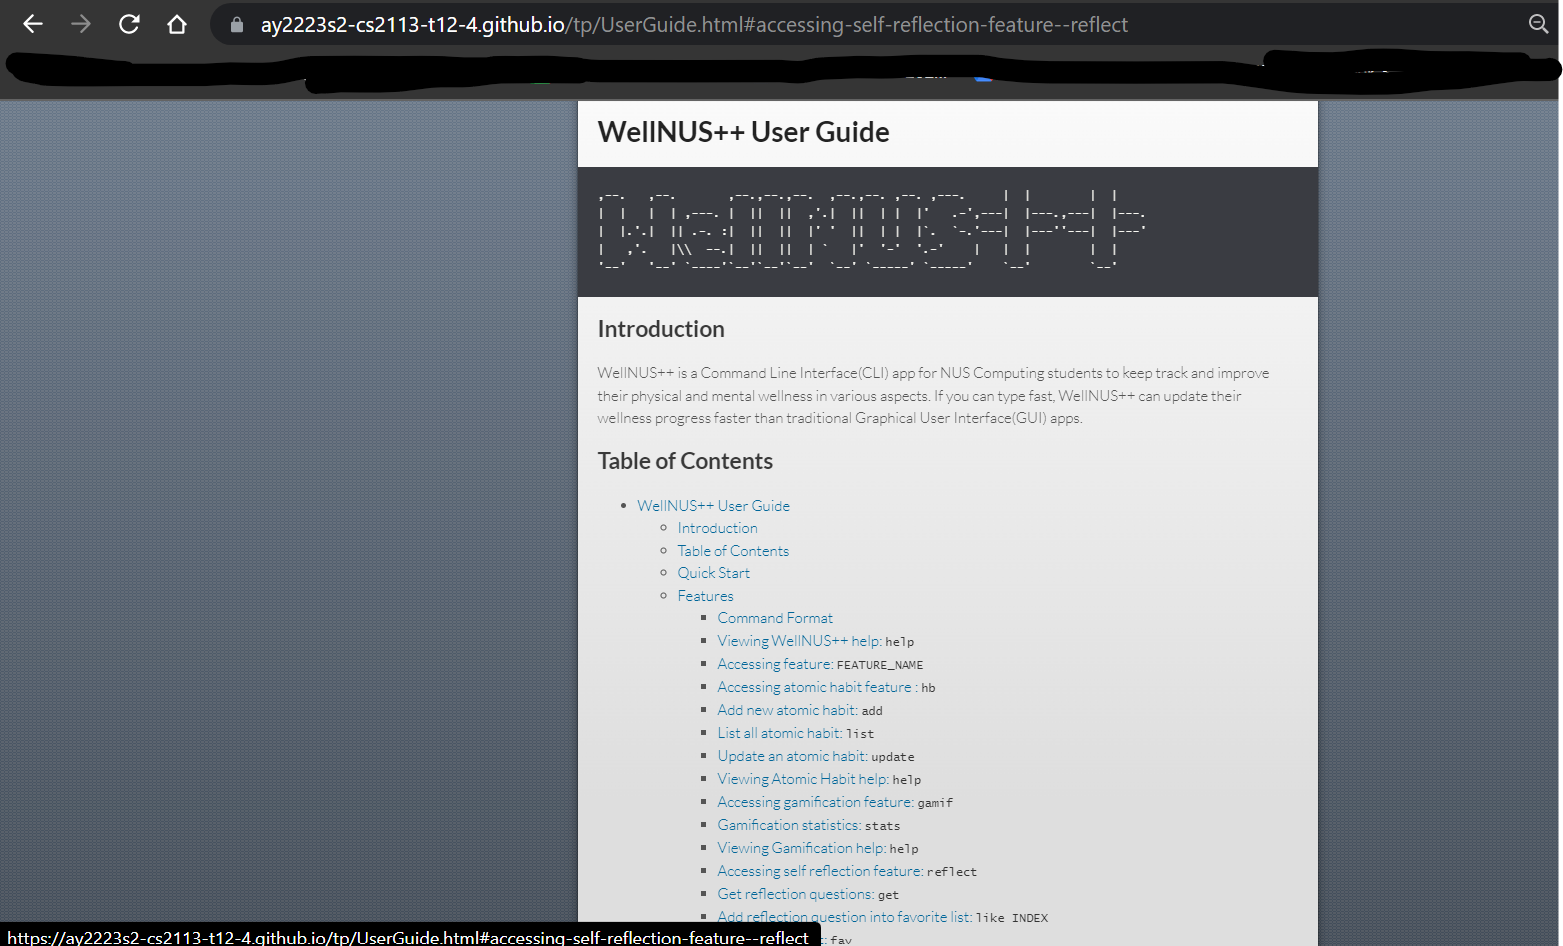 ay2223s2-cs2113-t12-4.github.io/tp/UserGuide.html#accessing-self-reflection-feature--reflect
WellNUS++ User Guide
Introduction
WellNUS++ is a Command Line Interface(CLI) app for NUS Computing students to keep track and improve
their physical and mental wellness in various aspects. If you can type fast, WellNUS++ can update their
wellness progress faster than traditional Graphical User Interface(GUI) apps.
Table of Contents
WellNUS++ User Guide
Introduction
Table of Contents
Quick Start
Features
Command Format
Viewing WellNUS++ help: help
Accessing feature: FEATURE_NAME
Accessing atomic habit feature : hb
Add new atomic habit: add
List all atomic habit: list
Update an atomic habit: update
Viewing Atomic Habit help: help
Accessing gamification feature: gamif
Gamification statistics: stats
Viewing Gamification help: help
Accessing self reflection feature: reflect
Get reflection questions: get
Add reflection question into favorite list: like INDEX
: fav
https://ay2223s2-cs2113-t12-4.github.io/tp/UserGuide.html#accessing-self-reflection-feature--reflect